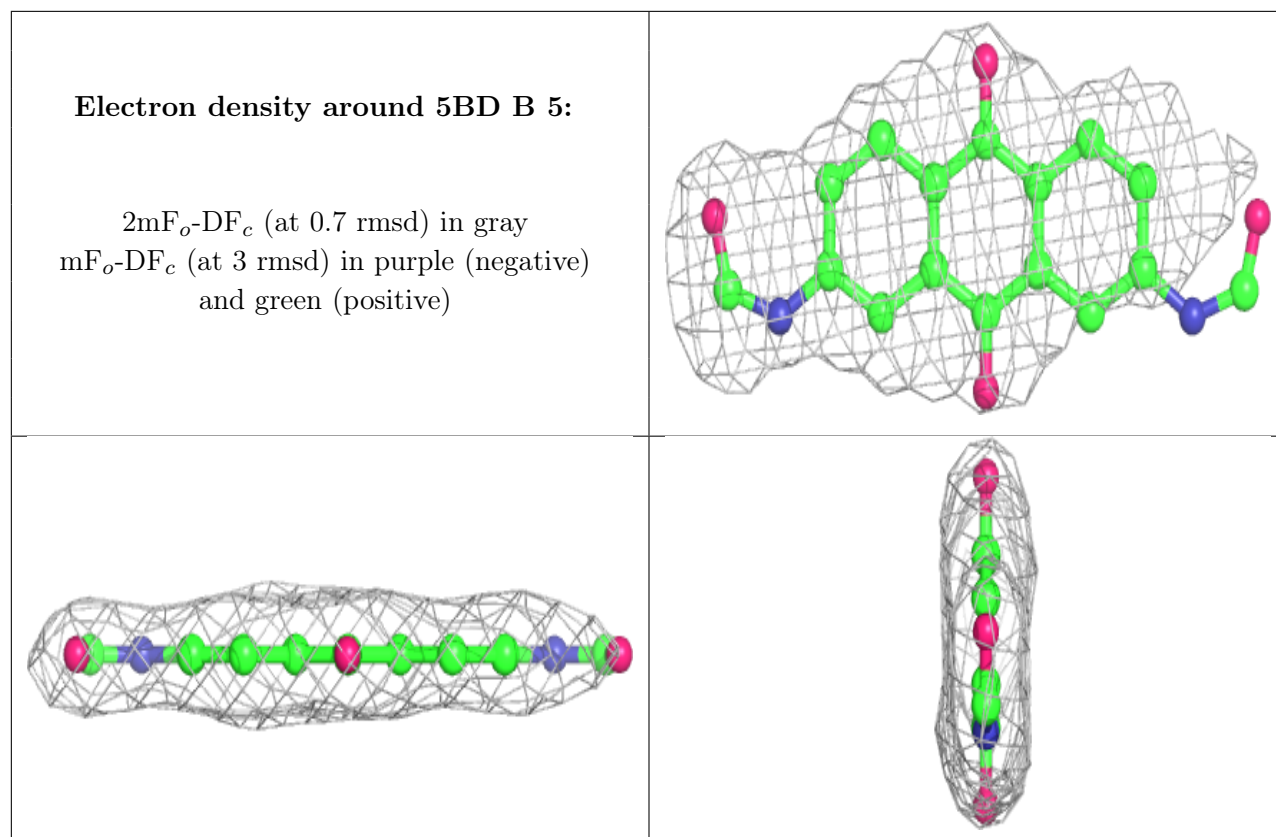 Electron density around 5BD B 5:
2mFo-DFc (at 0.7 rmsd) in gray
mFo-DFc (at 3 rmsd) in purple (negative)
and green (positive)